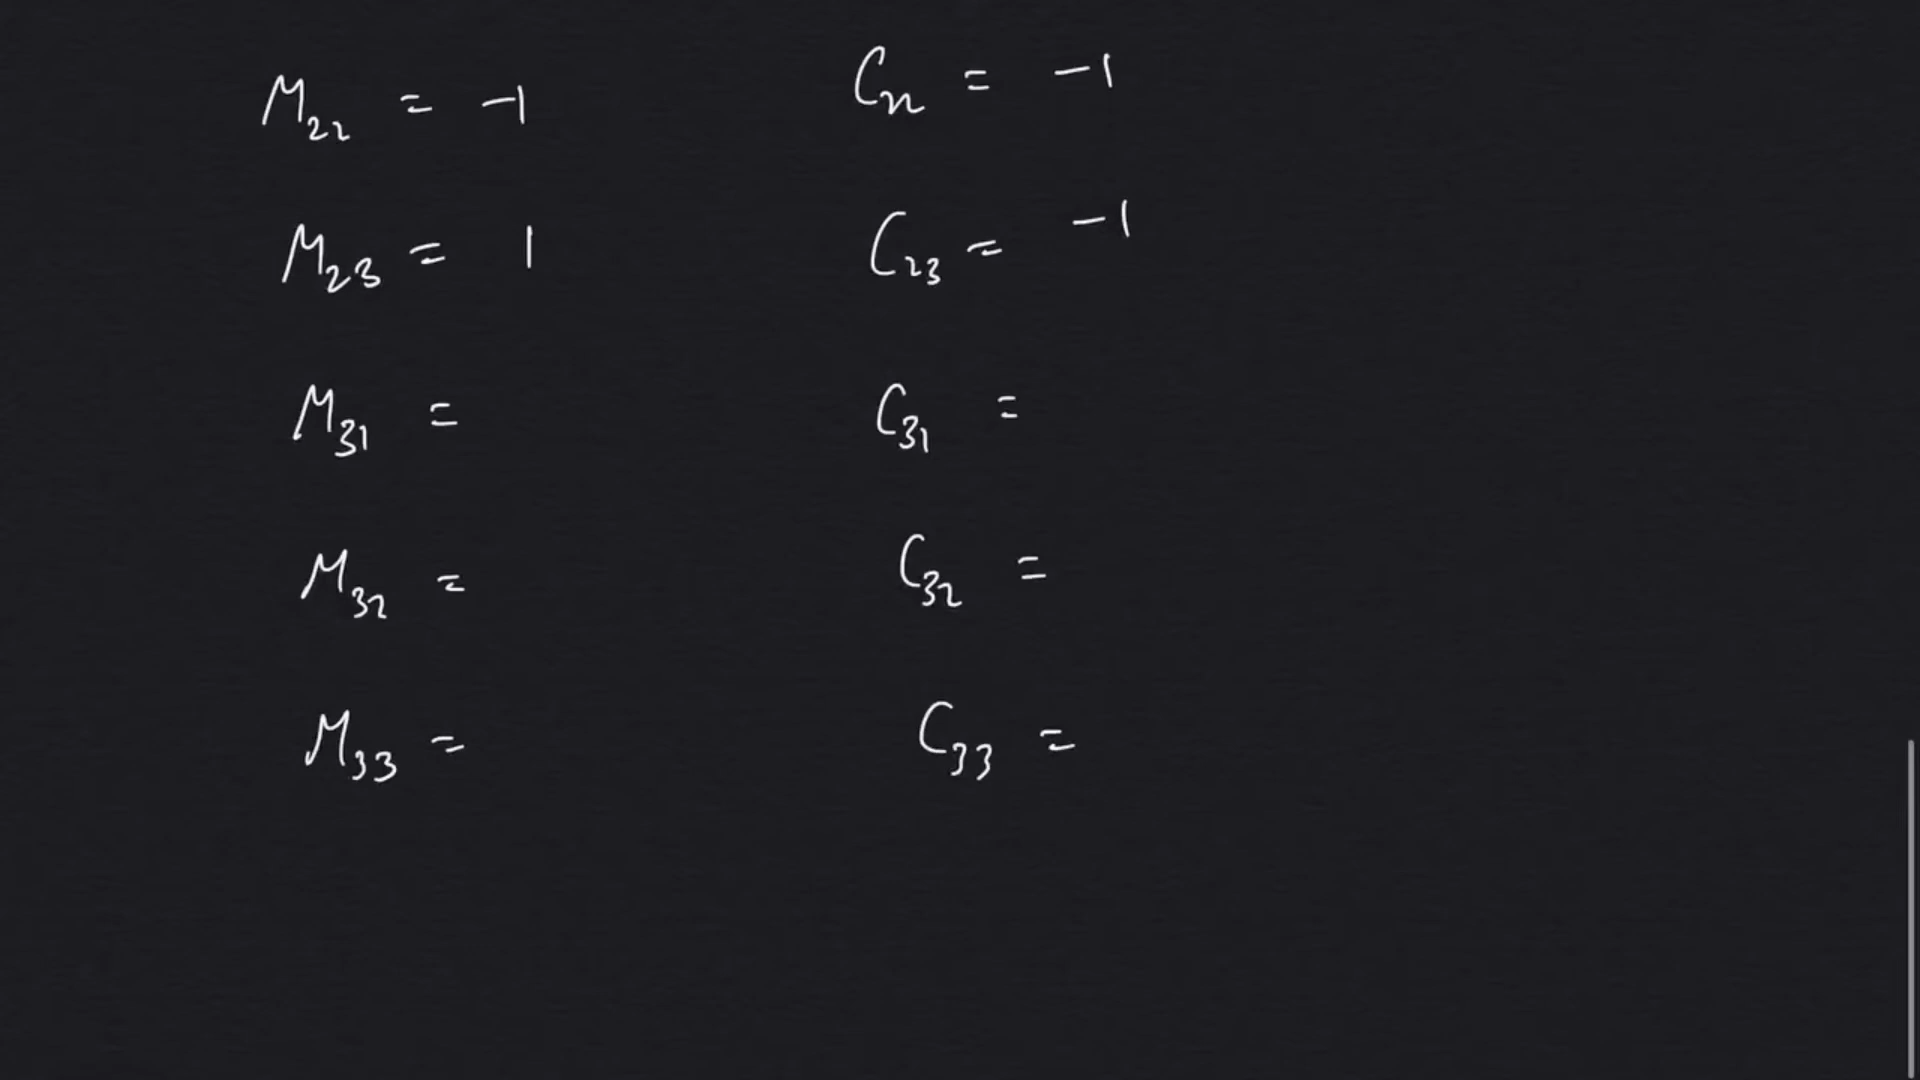 M₂₂ = -1 C₂₂ = -1
M₂₃ = 1 C₂₃ = -1
M₃₁ = C₃₁ =
M₃₂ = C₃₂ =
M₃₃ = C₃₃ =